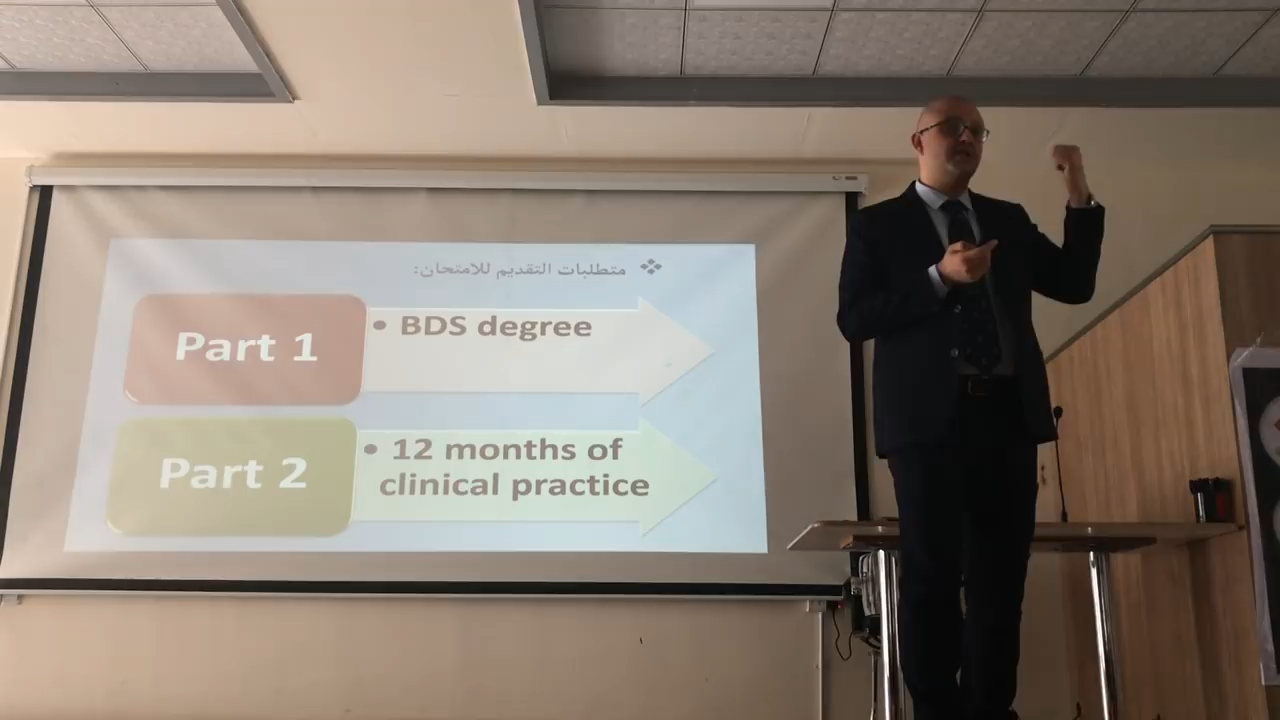 ❖ متطلبات التقديم للامتحان:
Part 1
• BDS degree
Part 2
• 12 months of
clinical practice